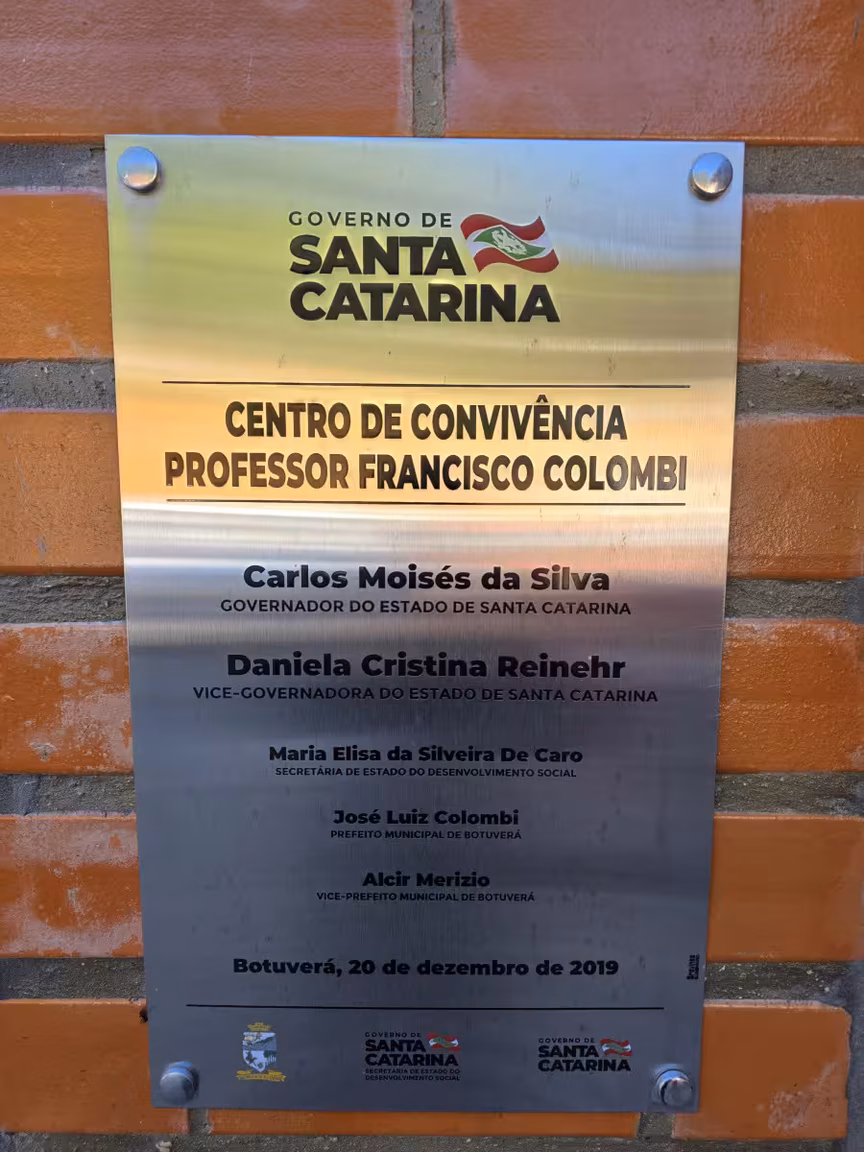 GOVERNO DE
SANTA
CATARINA
CENTRO DE CONVIVÊNCIA
PROFESSOR FRANCISCO COLOMBI
Carlos Moisés da Silva
GOVERNADOR DO ESTADO DE SANTA CATARINA
Daniela Cristina Reinehr
VICE-GOVERNADORA DO ESTADO DE SANTA CATARINA
Maria Elisa da Silveira De Caro
SECRETÁRIA DE ESTADO DO DESENVOLVIMENTO SOCIAL
José Luiz Colombi
PREFEITO MUNICIPAL DE BOTUVERÁ
Alcir Merizio
VICE-PREFEITO MUNICIPAL DE BOTUVERÁ
Botuverá, 20 de dezembro de 2019
GOVERNO DE
SANTA
CATARINA
SECRETARIA DE ESTADO DO
DESENVOLVIMENTO SOCIAL
GOVERNO DE
SANTA
CATARINA